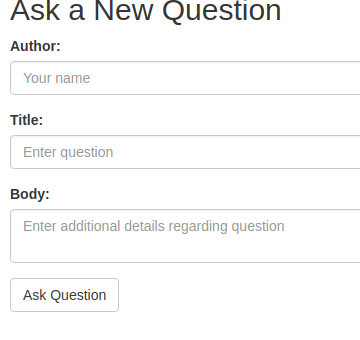 Ask a New Question
Author:
Your name
Title:
Enter question
Body:
Enter additional details regarding question
Ask Question